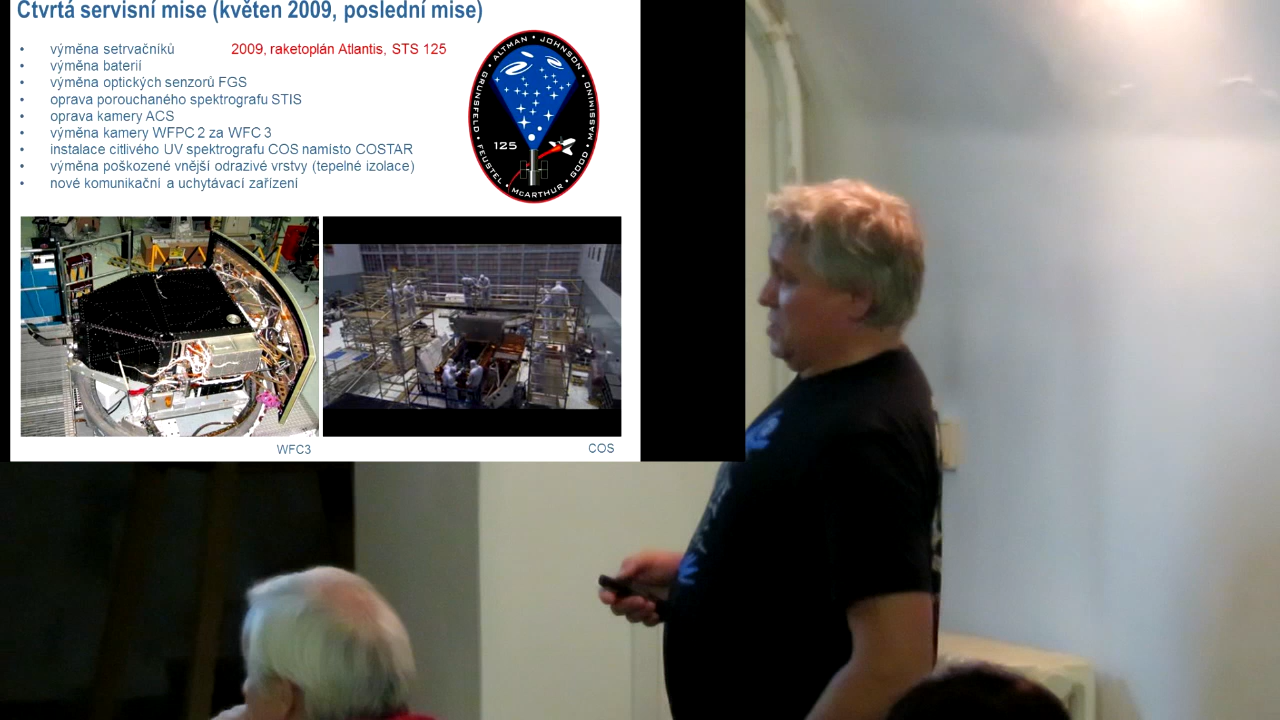 Čtvrtá servisní mise (květen 2009, poslední mise)
• výměna setrvačníků 2009, raketoplán Atlantis, STS 125
• výměna baterií
• výměna optických senzorů FGS
• oprava porouchaného spektrografu STIS
• oprava kamery ACS
• výměna kamery WFPC 2 za WFC 3
• instalace citlivého UV spektrografu COS namísto COSTAR
• výměna poškozené vnější odrazivé vrstvy (tepelné izolace)
• nové komunikační a uchytávací zařízení
GRUNSFELD • ALTMAN • JOHNSON • MASSIMINO
125
FEUSTEL • McARTHUR • GOOD
WFC3
COS